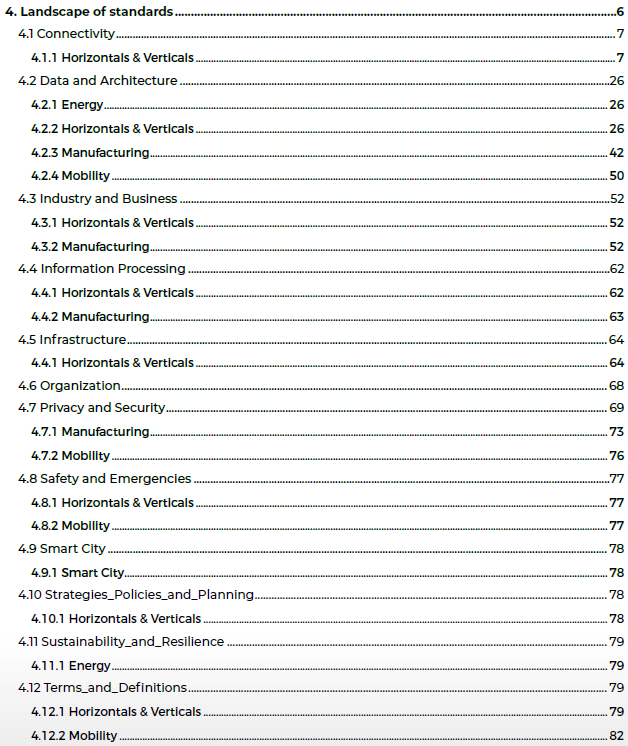 4. Landscape of standards 6
4.1 Connectivity 7
4.1.1 Horizontals & Verticals 7
4.2 Data and Architecture 26
4.2.1 Energy 26
4.2.2 Horizontals & Verticals 26
4.2.3 Manufacturing 42
4.2.4 Mobility 50
4.3 Industry and Business 52
4.3.1 Horizontals & Verticals 52
4.3.2 Manufacturing 52
4.4 Information Processing 62
4.4.1 Horizontals & Verticals 62
4.4.2 Manufacturing 63
4.5 Infrastructure 64
4.4.1 Horizontals & Verticals 64
4.6 Organization 68
4.7 Privacy and Security 69
4.7.1 Manufacturing 73
4.7.2 Mobility 76
4.8 Safety and Emergencies 77
4.8.1 Horizontals & Verticals 77
4.8.2 Mobility 77
4.9 Smart City 78
4.9.1 Smart City 78
4.10 Strategies_Policies_and_Planning 78
4.10.1 Horizontals & Verticals 78
4.11 Sustainability_and_Resilience 79
4.11.1 Energy 79
4.12 Terms_and_Definitions 79
4.12.1 Horizontals & Verticals 79
4.12.2 Mobility 82